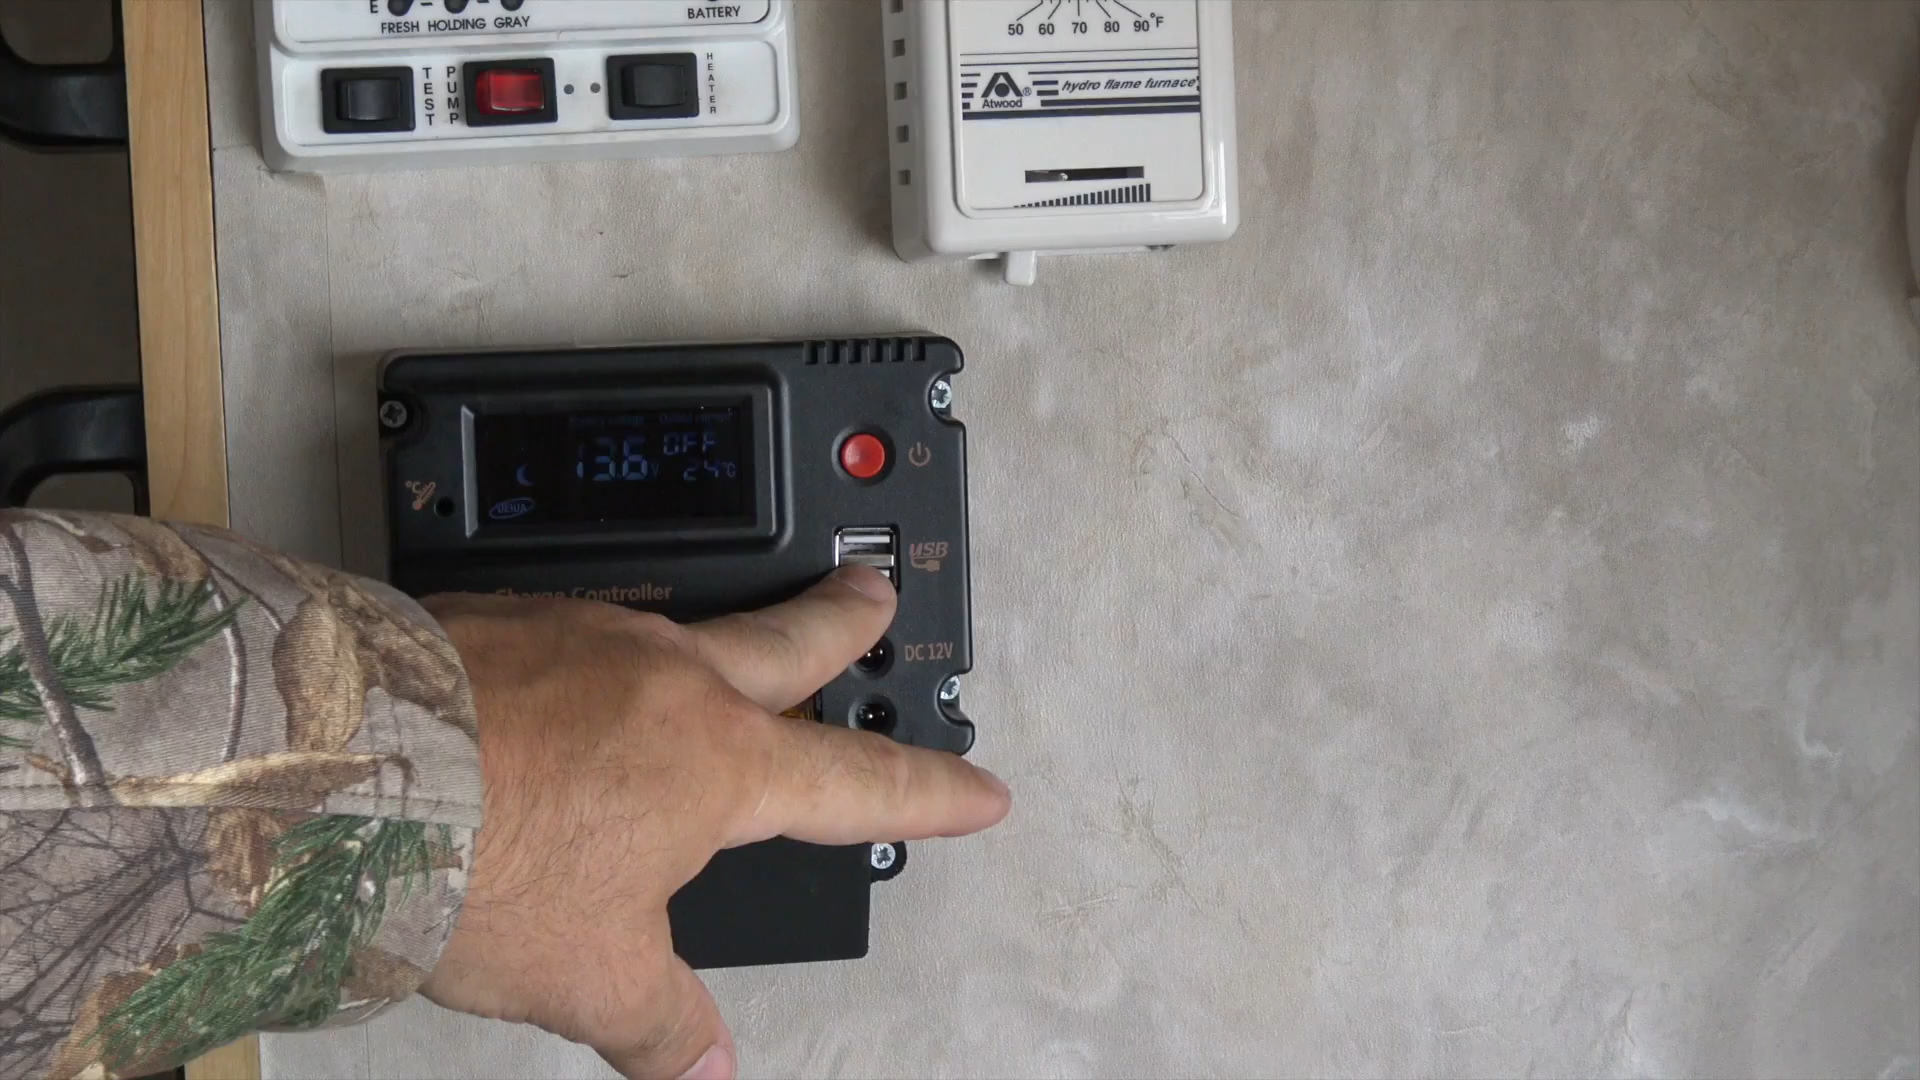 E
FRESH HOLDING GRAY
BATTERY
TEST
PUMP
HEATER
50 60 70 80 90°F
Atwood®
hydro flame furnace
OFF
13.6 V
24°C
°C
USB
Charge Controller
DC 12V